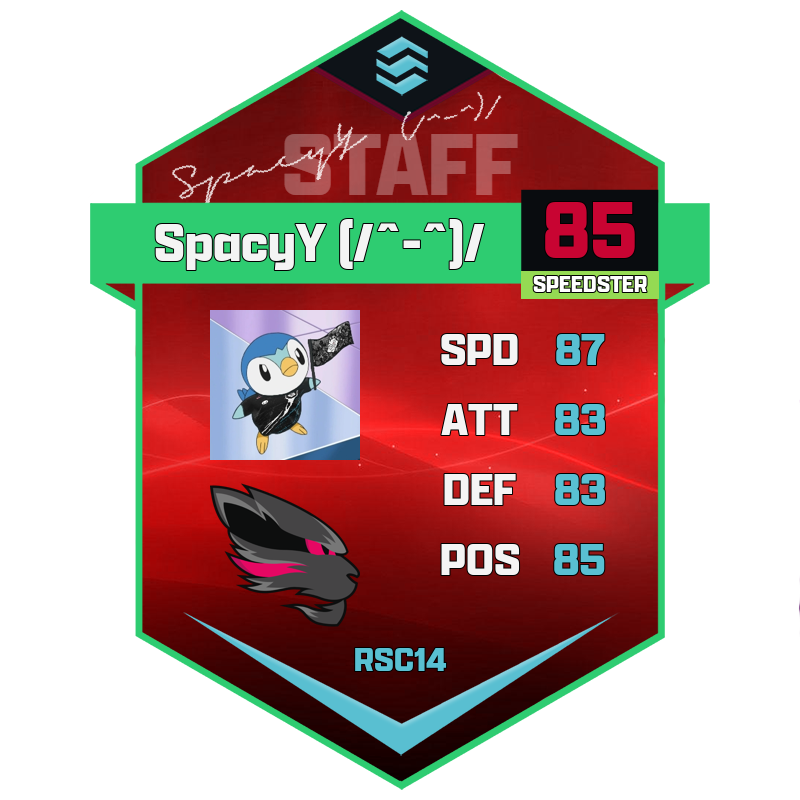 SpacyY (/^-^)/
STAFF
SpacyY (/^-^)/
85
SPEEDSTER
SPD 87
ATT 83
DEF 83
POS 85
RSC14